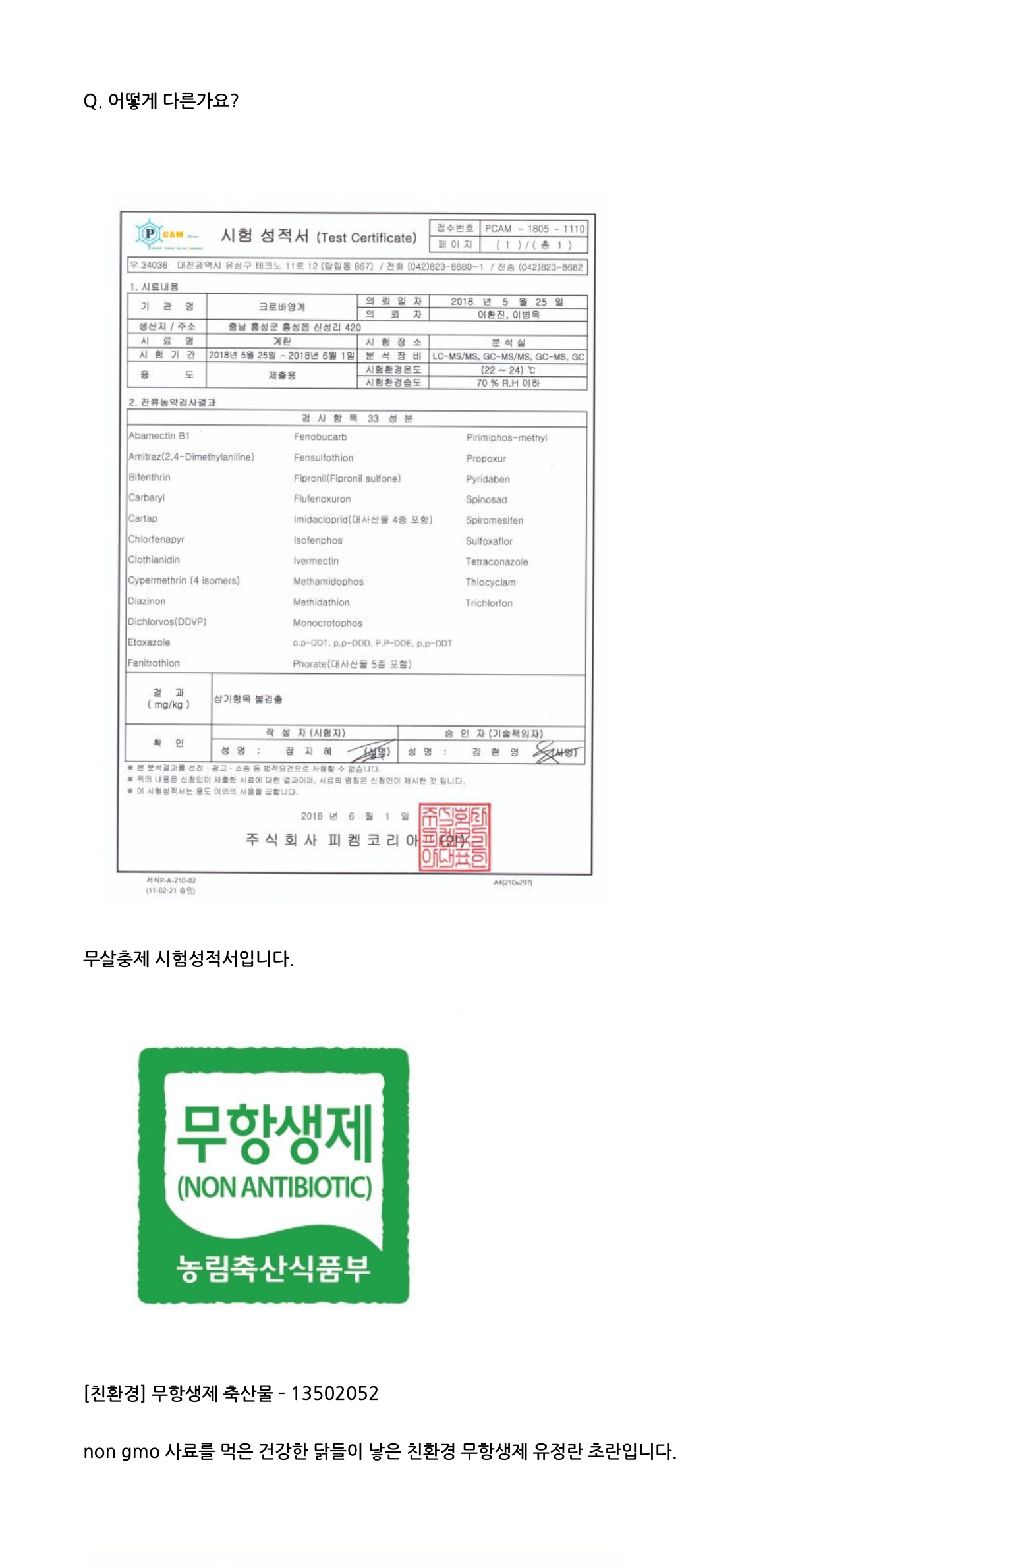 Q. 어떻게 다른가요?
P CAM
시험 성적서 (Test Certificate)
접수번호 PCAM - 1805 - 1110
페 이 지 ( 1 ) / ( 총 1 )
우 34036 대전광역시 유성구 테크노 11로 12 (탑립동 667) / 전화 (042)823-8680~1 / 전송 (042)823-8682
1. 시료내용
기 관 명 크로바양계 의 뢰 일 자 2018 년 5 월 25 일
의 뢰 자 이환진, 이병욱
생산지 / 주소 충남 홍성군 홍성읍 신성리 420
시 료 명 계란 시 험 장 소 분 석 실
시 험 기 간 2018년 5월 25일 ~ 2018년 6월 1일 분 석 장 비 LC-MS/MS, GC-MS/MS, GC-MS, GC
용 도 제출용 시험환경온도 (22 ~ 24) ℃
시험환경습도 70 % R.H 이하
2. 잔류농약검사결과
검 사 항 목 33 성 분
Abamectin B1 Fenobucarb Pirimiphos-methyl
Amitraz(2,4-Dimethylaniline) Fensulfothion Propoxur
Bifenthrin Fipronil(Fipronil sulfone) Pyridaben
Carbaryl Flufenoxuron Spinosad
Cartap Imidacloprid(대사산물 4종 포함) Spiromesifen
Chlorfenapyr Isofenphos Sulfoxaflor
Clothianidin Ivermectin Tetraconazole
Cypermethrin (4 isomers) Methamidophos Thiocyclam
Diazinon Methidathion Trichlorfon
Dichlorvos(DDVP) Monocrotophos
Etoxazole o,p-DDT, p,p-DDD, P,P-DDE, p,p-DDT
Fenitrothion Phorate(대사산물 5종 포함)
결 과
( mg/kg ) 상기항목 불검출
확 인 작 성 자 (시험자) 승 인 자 (기술책임자)
성 명 : 장 지 혜 (서명) 성 명 : 김 현 영 (서명)
※ 본 분석결과를 선전 · 광고 · 소송 등 법적요건으로 사용할 수 없습니다.
※ 위의 내용은 신청인이 제출한 시료에 대한 결과이며, 시료의 명칭은 신청인이 제시한 것 입니다.
※ 이 시험성적서는 용도 이외의 사용을 금합니다.
2018 년 6 월 1 일
주 식 회 사 피 켐 코 리 아 (인)
서식P-A-210-02 A4(210x297)
(11-02-21 승인)
무살충제 시험성적서입니다.
무항생제
(NON ANTIBIOTIC)
농림축산식품부
[친환경] 무항생제 축산물 - 13502052
non gmo 사료를 먹은 건강한 닭들이 낳은 친환경 무항생제 유정란 초란입니다.